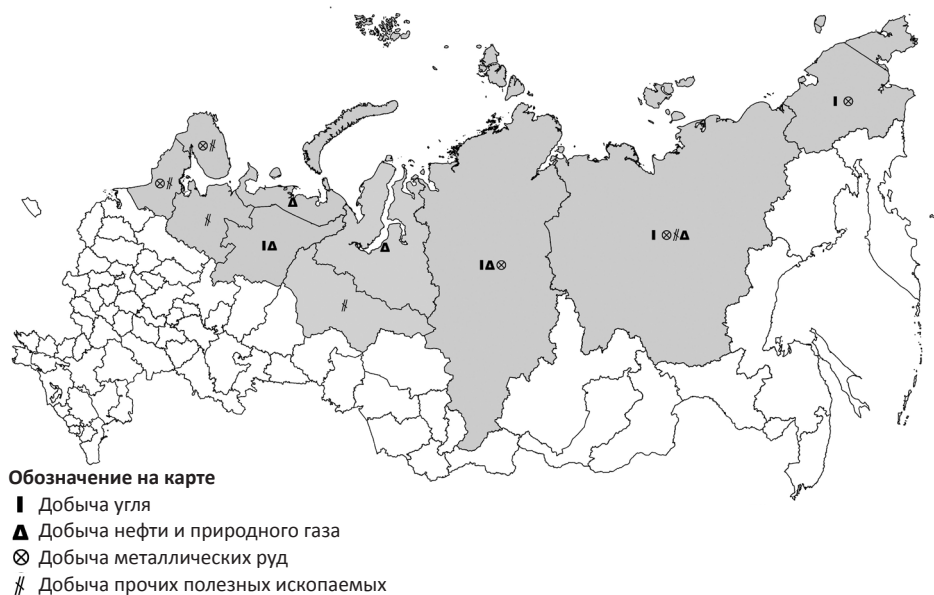 Обозначение на карте
Добыча угля
Добыча нефти и природного газа
Добыча металлических руд
Добыча прочих полезных ископаемых